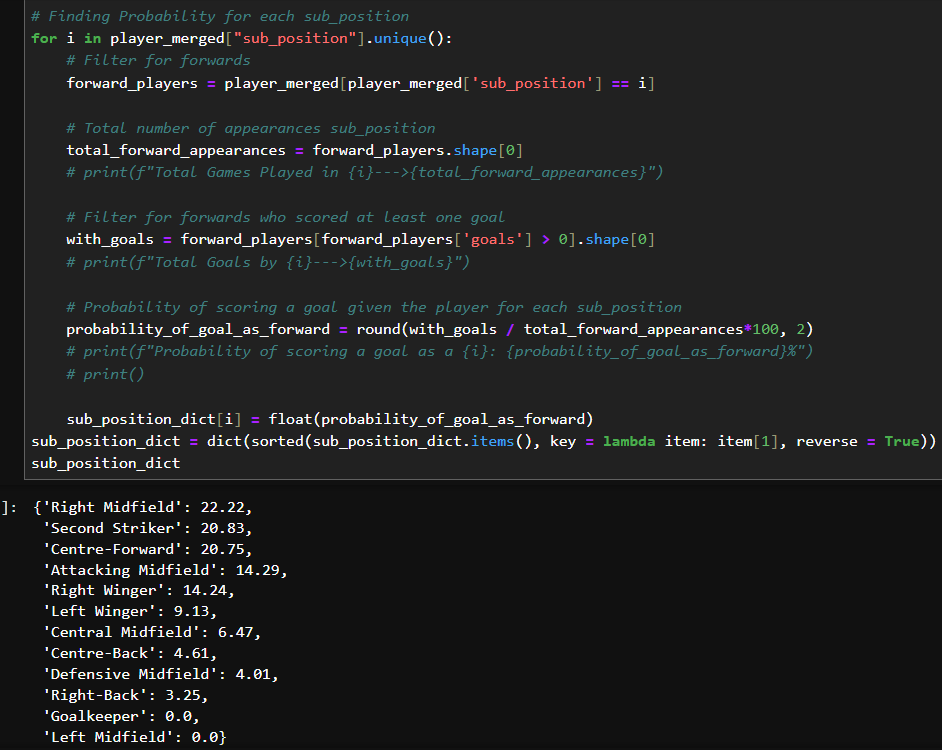 # Finding Probability for each sub_position
for i in player_merged["sub_position"].unique():
    # Filter for forwards
    forward_players = player_merged[player_merged['sub_position'] == i]

    # Total number of appearances sub_position
    total_forward_appearances = forward_players.shape[0]
    # print(f"Total Games Played in {i}--->{total_forward_appearances}")

    # Filter for forwards who scored at least one goal
    with_goals = forward_players[forward_players['goals'] > 0].shape[0]
    # print(f"Total Goals by {i}--->{with_goals}")

    # Probability of scoring a goal given the player for each sub_position
    probability_of_goal_as_forward = round(with_goals / total_forward_appearances*100, 2)
    # print(f"Probability of scoring a goal as a {i}: {probability_of_goal_as_forward}%")
    # print()

    sub_position_dict[i] = float(probability_of_goal_as_forward)
sub_position_dict = dict(sorted(sub_position_dict.items(), key = lambda item: item[1], reverse = True))
sub_position_dict
]: {'Right Midfield': 22.22,
 'Second Striker': 20.83,
 'Centre-Forward': 20.75,
 'Attacking Midfield': 14.29,
 'Right Winger': 14.24,
 'Left Winger': 9.13,
 'Central Midfield': 6.47,
 'Centre-Back': 4.61,
 'Defensive Midfield': 4.01,
 'Right-Back': 3.25,
 'Goalkeeper': 0.0,
 'Left Midfield': 0.0}